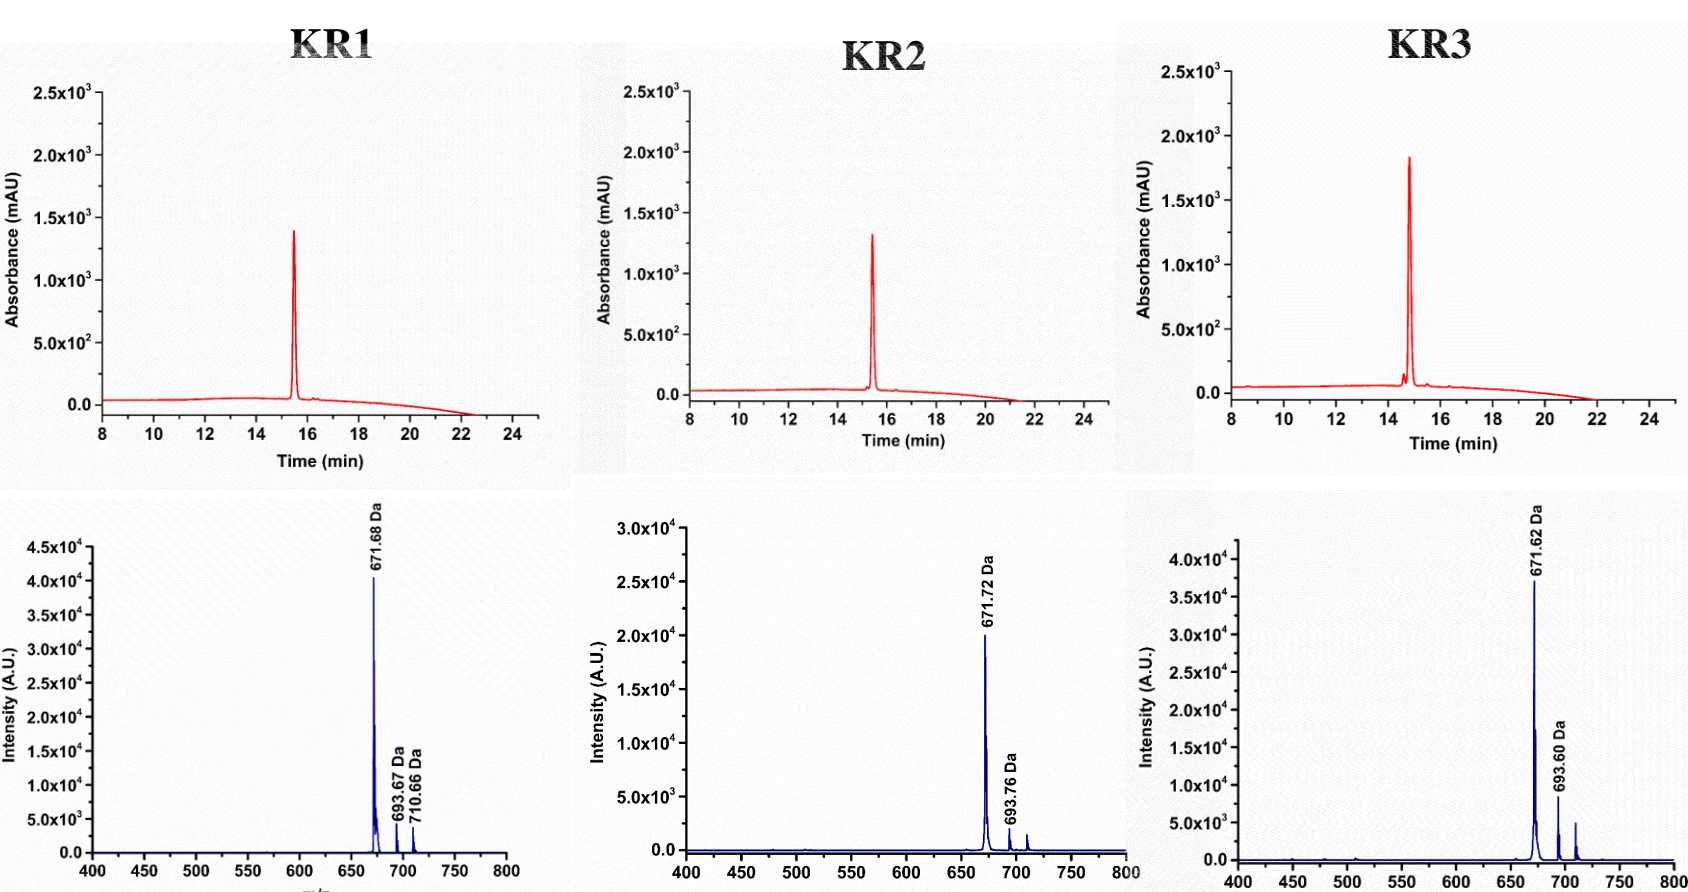 KR1
KR2
KR3
2.5x10³
2.0x10³
1.5x10³
1.0x10³
5.0x10²
0.0
Absorbance (mAU)
8 10 12 14 16 18 20 22 24
Time (min)
2.5x10³
2.0x10³
1.5x10³
1.0x10³
5.0x10²
0.0
Absorbance (mAU)
8 10 12 14 16 18 20 22 24
Time (min)
2.5x10³
2.0x10³
1.5x10³
1.0x10³
5.0x10²
0.0
Absorbance (mAU)
8 10 12 14 16 18 20 22 24
Time (min)
4.5x10⁴
4.0x10⁴
3.5x10⁴
3.0x10⁴
2.5x10⁴
2.0x10⁴
1.5x10⁴
1.0x10⁴
5.0x10³
0.0
Intensity (A.U.)
671.68 Da
693.67 Da
710.66 Da
400 450 500 550 600 650 700 750 800
3.0x10⁴
2.5x10⁴
2.0x10⁴
1.5x10⁴
1.0x10⁴
5.0x10³
0.0
Intensity (A.U.)
671.72 Da
693.76 Da
400 450 500 550 600 650 700 750 800
4.0x10⁴
3.5x10⁴
3.0x10⁴
2.5x10⁴
2.0x10⁴
1.5x10⁴
1.0x10⁴
5.0x10³
0.0
Intensity (A.U.)
671.62 Da
693.60 Da
400 450 500 550 600 650 700 750 800